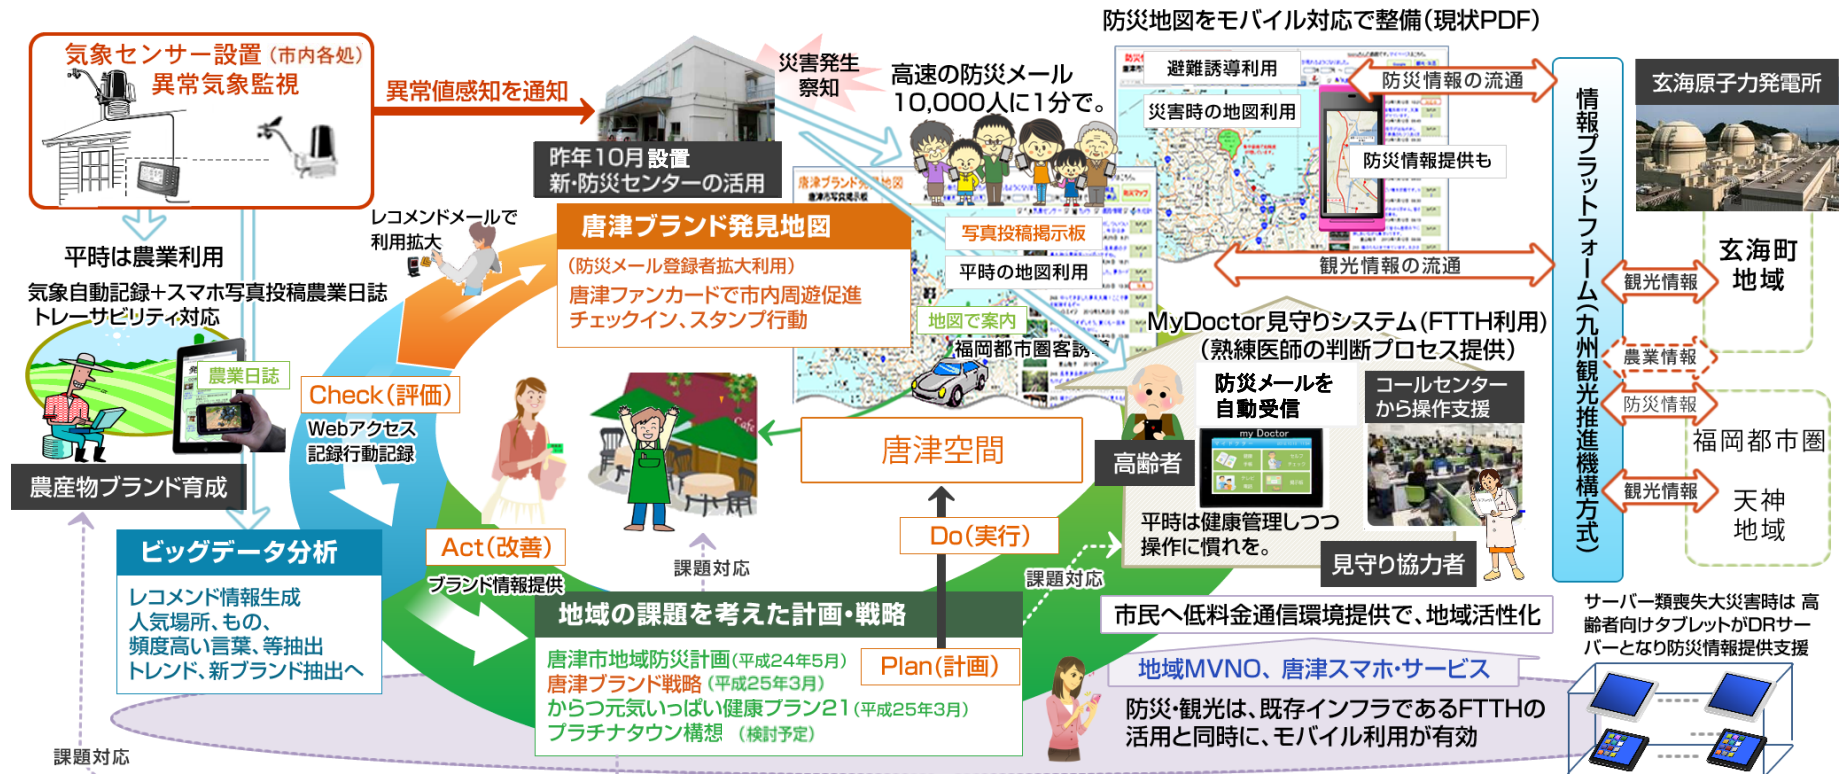 防災地図をモバイル対応で整備(現状PDF)
気象センサー設置(市内各処)
異常気象監視
異常値感知を通知
災害発生
察知
高速の防災メール
10,000人に1分で。
避難誘導利用
災害時の地図利用
防災情報の流通
防災情報提供も
観光情報の流通
玄海原子力発電所
昨年10月設置
新・防災センターの活用
唐津ブランド発見地図
唐津市写真掲示板
写真投稿掲示板
平時の地図利用
地図で案内
福岡都市圏客誘
レコメンドメールで
利用拡大
唐津ブランド発見地図
(防災メール登録者拡大利用)
唐津ファンカードで市内周遊促進
チェックイン、スタンプ行動
平時は農業利用
気象自動記録+スマホ写真投稿農業日誌
トレーサビリティ対応
農業日誌
農産物ブランド育成
Check(評価)
Webアクセス
記録行動記録
Cafe
唐津空間
MyDoctor見守りシステム(FTTH利用)
(熟練医師の判断プロセス提供)
防災メールを
自動受信
コールセンター
から操作支援
my Doctor
高齢者
平時は健康管理しつつ
操作に慣れを。
見守り協力者
情報プラットフォーム(九州観光推進機構方式)
観光情報
農業情報
防災情報
観光情報
玄海町
地域
福岡都市圏
天神
地域
ビッグデータ分析
レコメンド情報生成
人気場所、もの、
頻度高い言葉、等抽出
トレンド、新ブランド抽出へ
Act(改善)
ブランド情報提供
課題対応
Do(実行)
課題対応
地域の課題を考えた計画・戦略
唐津市地域防災計画(平成24年5月)
唐津ブランド戦略(平成25年3月)
からつ元気いっぱい健康プラン21(平成25年3月)
プラチナタウン構想 (検討予定)
Plan(計画)
市民へ低料金通信環境提供で、地域活性化
地域MVNO、唐津スマホ・サービス
防災・観光は、既存インフラであるFTTHの
活用と同時に、モバイル利用が有効
サーバー類喪失大災害時は 高
齢者向けタブレットがDRサー
バーとなり防災情報提供支援
課題対応